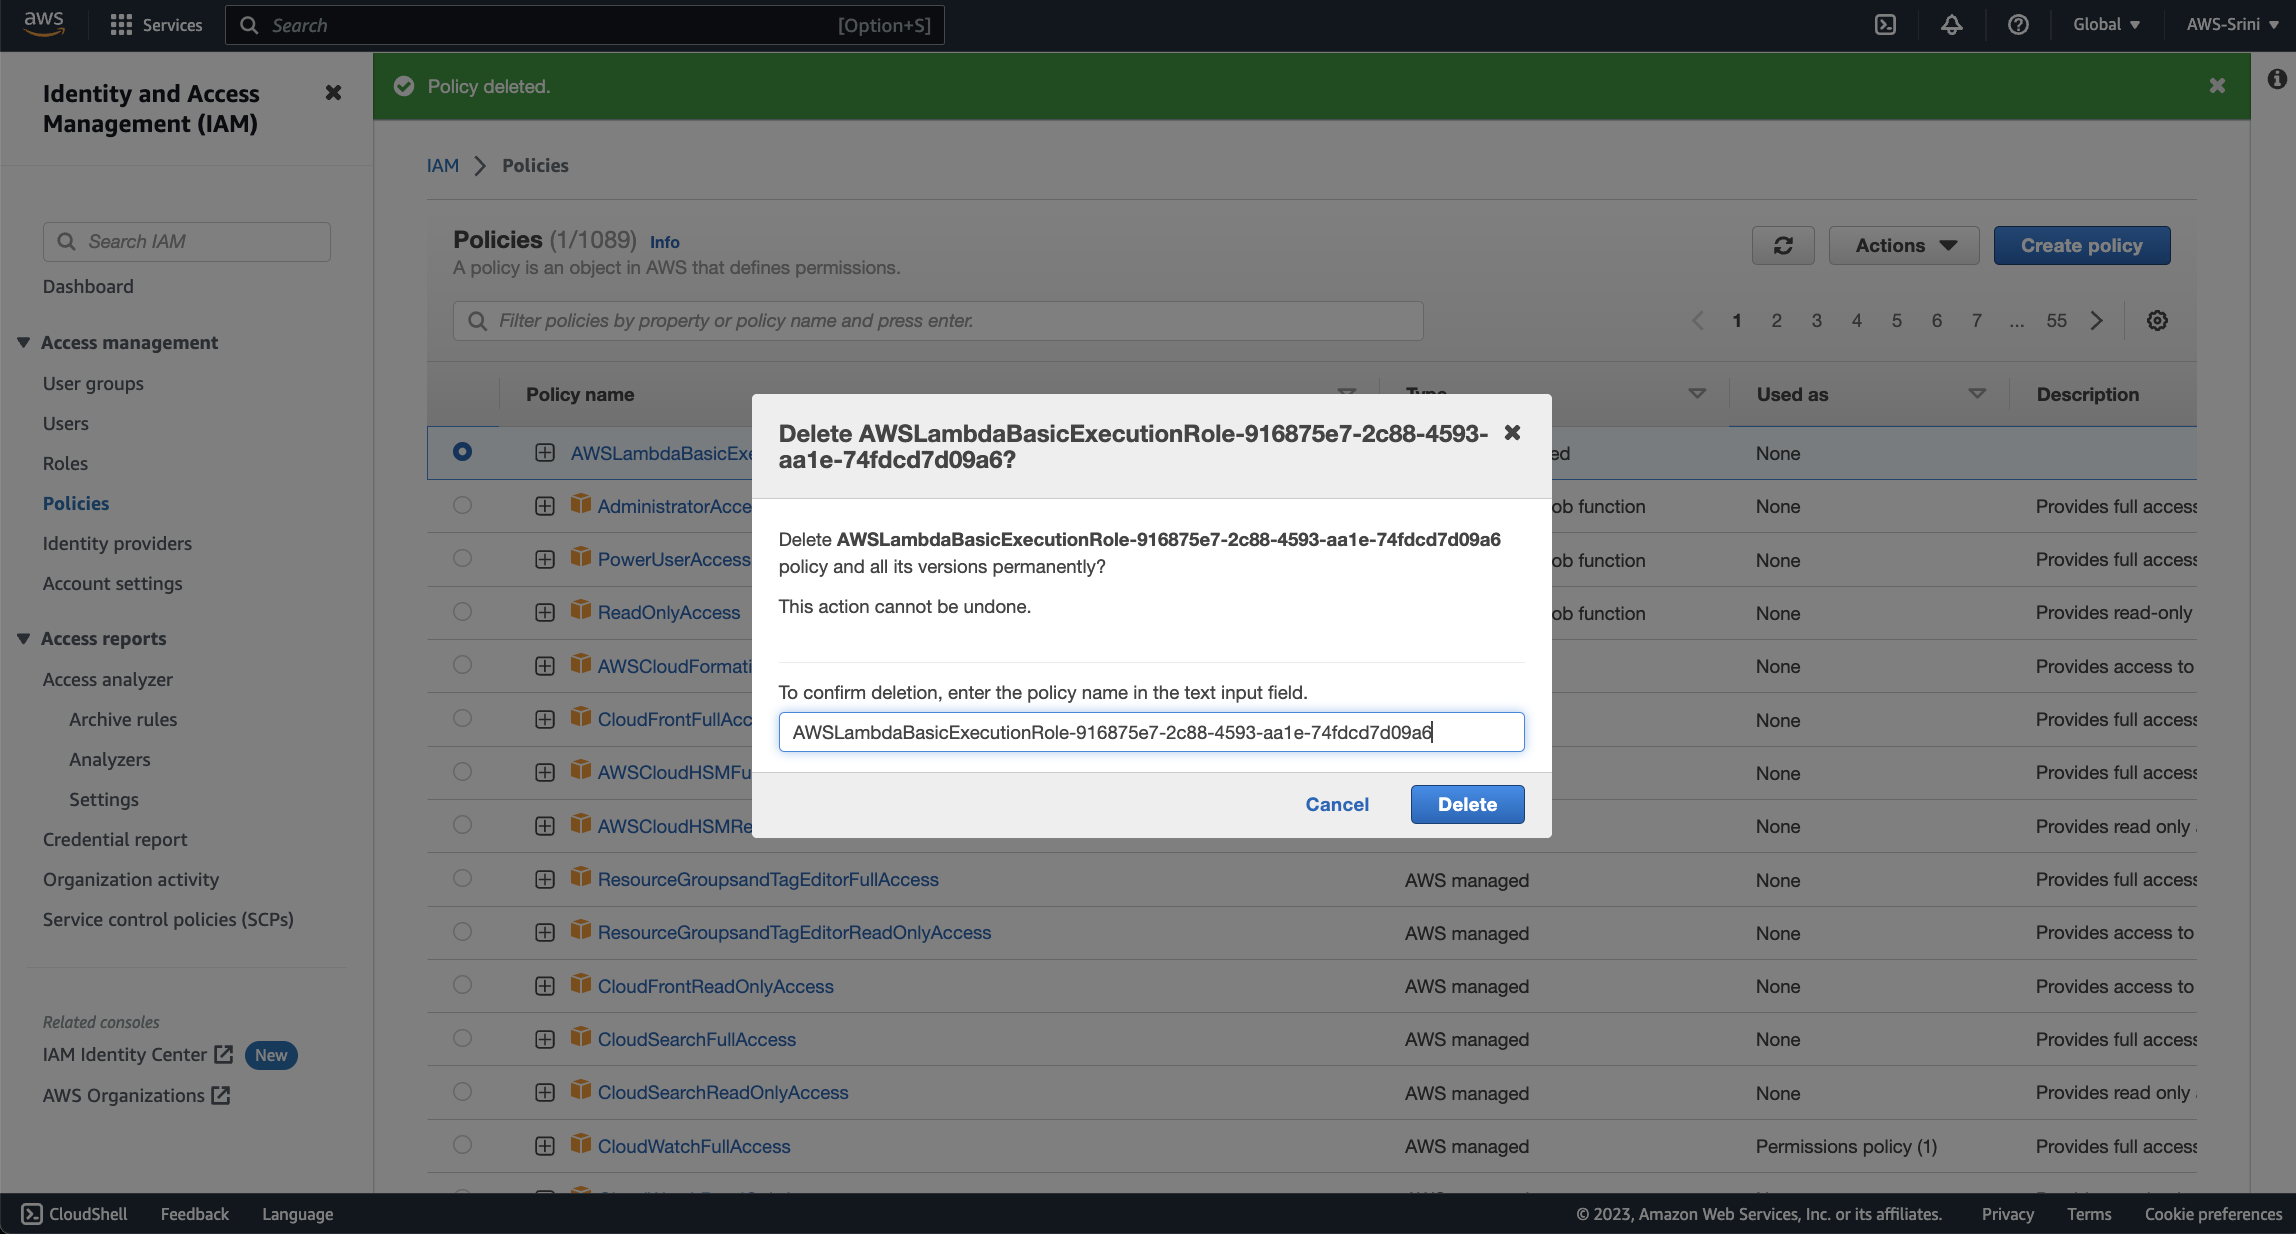 aws
Services
Search
[Option+S]
Global
AWS-Srini
Identity and Access
Management (IAM)
Search IAM
Dashboard
Access management
User groups
Users
Roles
Policies
Identity providers
Account settings
Access reports
Access analyzer
Archive rules
Analyzers
Settings
Credential report
Organization activity
Service control policies (SCPs)
Related consoles
IAM Identity Center New
AWS Organizations
Policy deleted.
IAM Policies
Policies (1/1089) Info
A policy is an object in AWS that defines permissions.
Actions
Create policy
Filter policies by property or policy name and press enter.
1 2 3 4 5 6 7 ... 55
Policy name Type Used as Description
AWSLambdaBasicExe ed None
AdministratorAcce ob function None Provides full access
PowerUserAccess ob function None Provides full access
ReadOnlyAccess ob function None Provides read-only
AWSCloudFormati None Provides access to
CloudFrontFullAcc None Provides full access
AWSCloudHSMFu None Provides full access
AWSCloudHSMRe None Provides read only
ResourceGroupsandTagEditorFullAccess AWS managed None Provides full access
ResourceGroupsandTagEditorReadOnlyAccess AWS managed None Provides access to
CloudFrontReadOnlyAccess AWS managed None Provides access to
CloudSearchFullAccess AWS managed None Provides full access
CloudSearchReadOnlyAccess AWS managed None Provides read only
CloudWatchFullAccess AWS managed Permissions policy (1) Provides full access
Delete AWSLambdaBasicExecutionRole-916875e7-2c88-4593-
aa1e-74fdcd7d09a6?
Delete AWSLambdaBasicExecutionRole-916875e7-2c88-4593-aa1e-74fdcd7d09a6
policy and all its versions permanently?
This action cannot be undone.
To confirm deletion, enter the policy name in the text input field.
AWSLambdaBasicExecutionRole-916875e7-2c88-4593-aa1e-74fdcd7d09a6
Cancel
Delete
CloudShell
Feedback
Language
© 2023, Amazon Web Services, Inc. or its affiliates.
Privacy
Terms
Cookie preferences